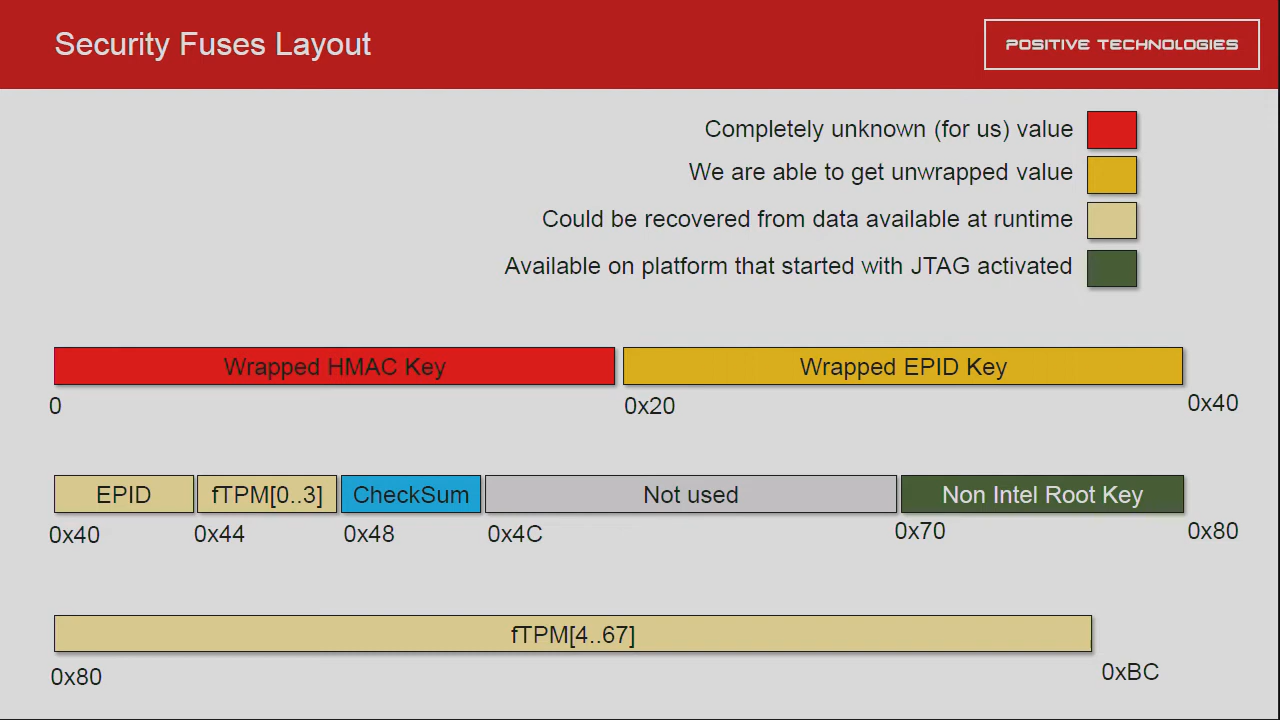 Security Fuses Layout
POSITIVE TECHNOLOGIES
Completely unknown (for us) value
We are able to get unwrapped value
Could be recovered from data available at runtime
Available on platform that started with JTAG activated
Wrapped HMAC Key
Wrapped EPID Key
0
0x20
0x40
EPID
fTPM[0..3]
CheckSum
Not used
Non Intel Root Key
0x40
0x44
0x48
0x4C
0x70
0x80
fTPM[4..67]
0x80
0xBC